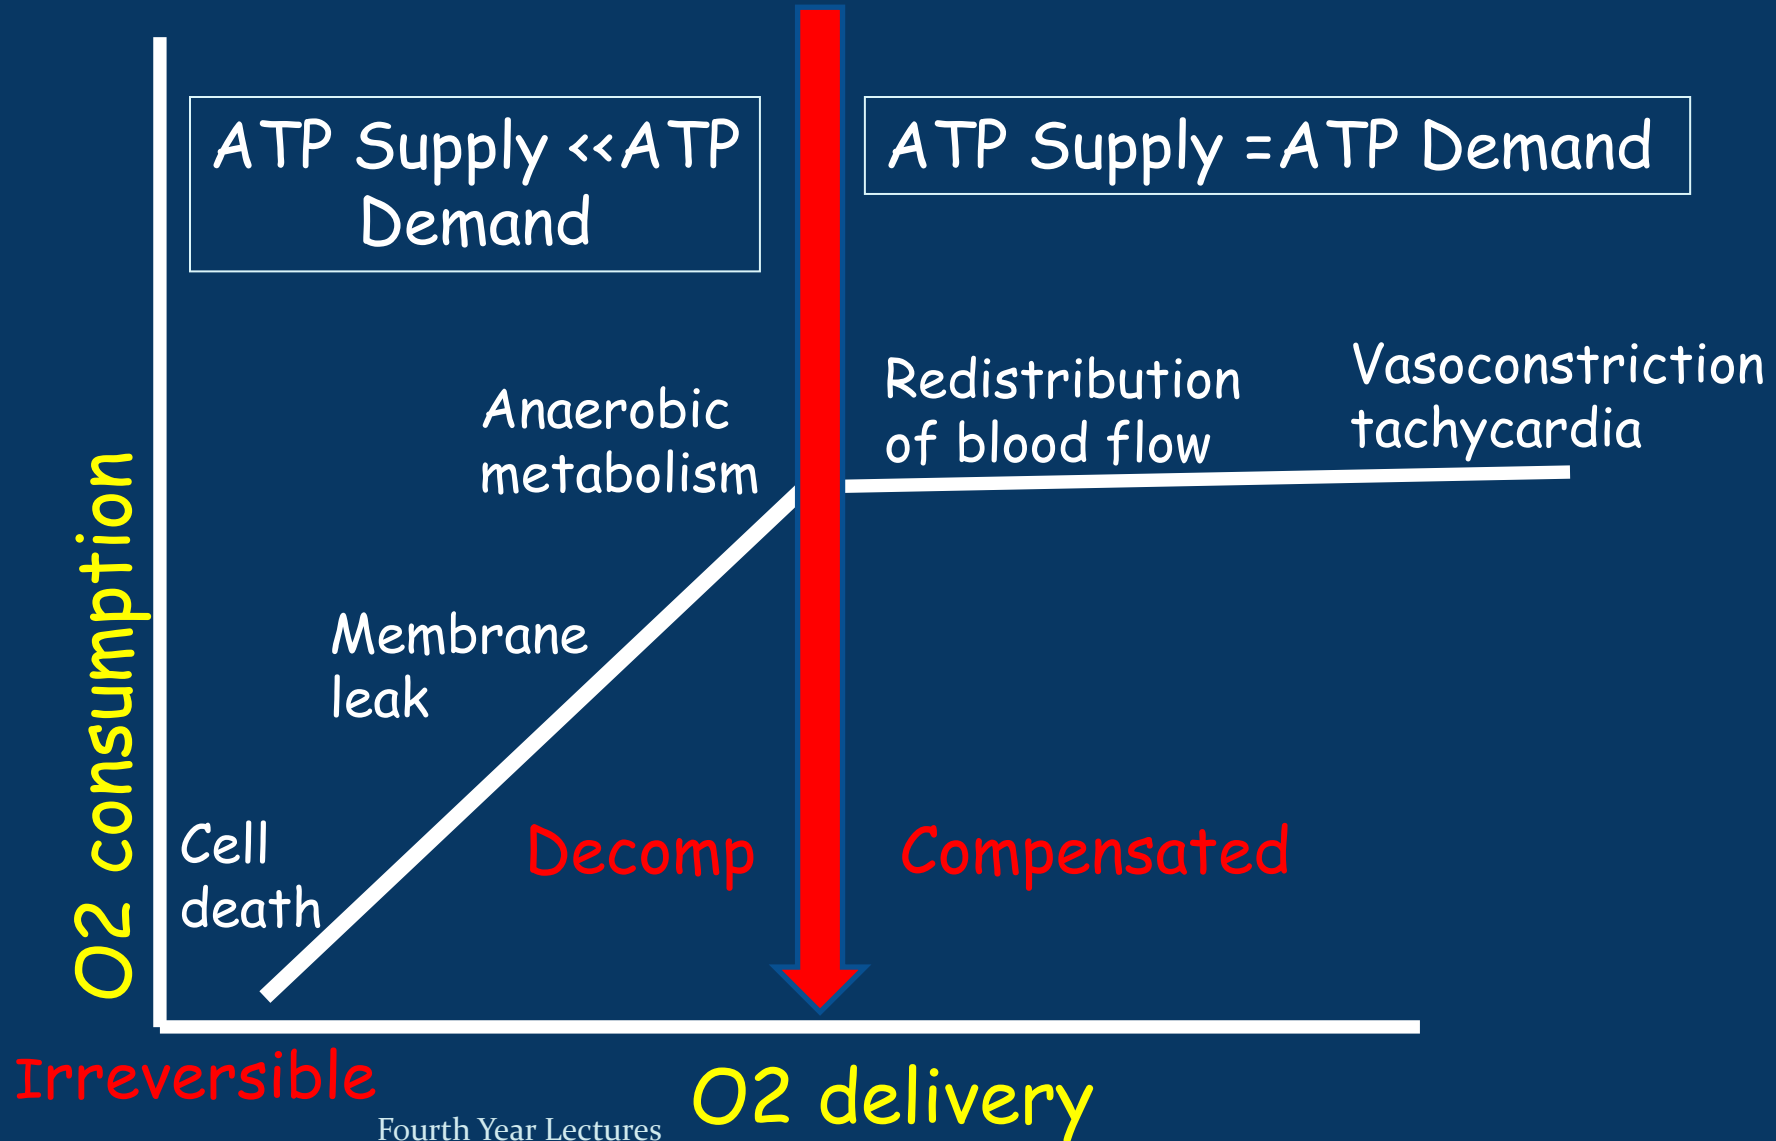 ATP Supply <<ATP
Demand
ATP Supply =ATP Demand
Anaerobic
metabolism
Redistribution
of blood flow
Vasoconstriction
tachycardia
Membrane
leak
Cell
death
Decomp
Compensated
O2 consumption
Irreversible
O2 delivery
Fourth Year Lectures